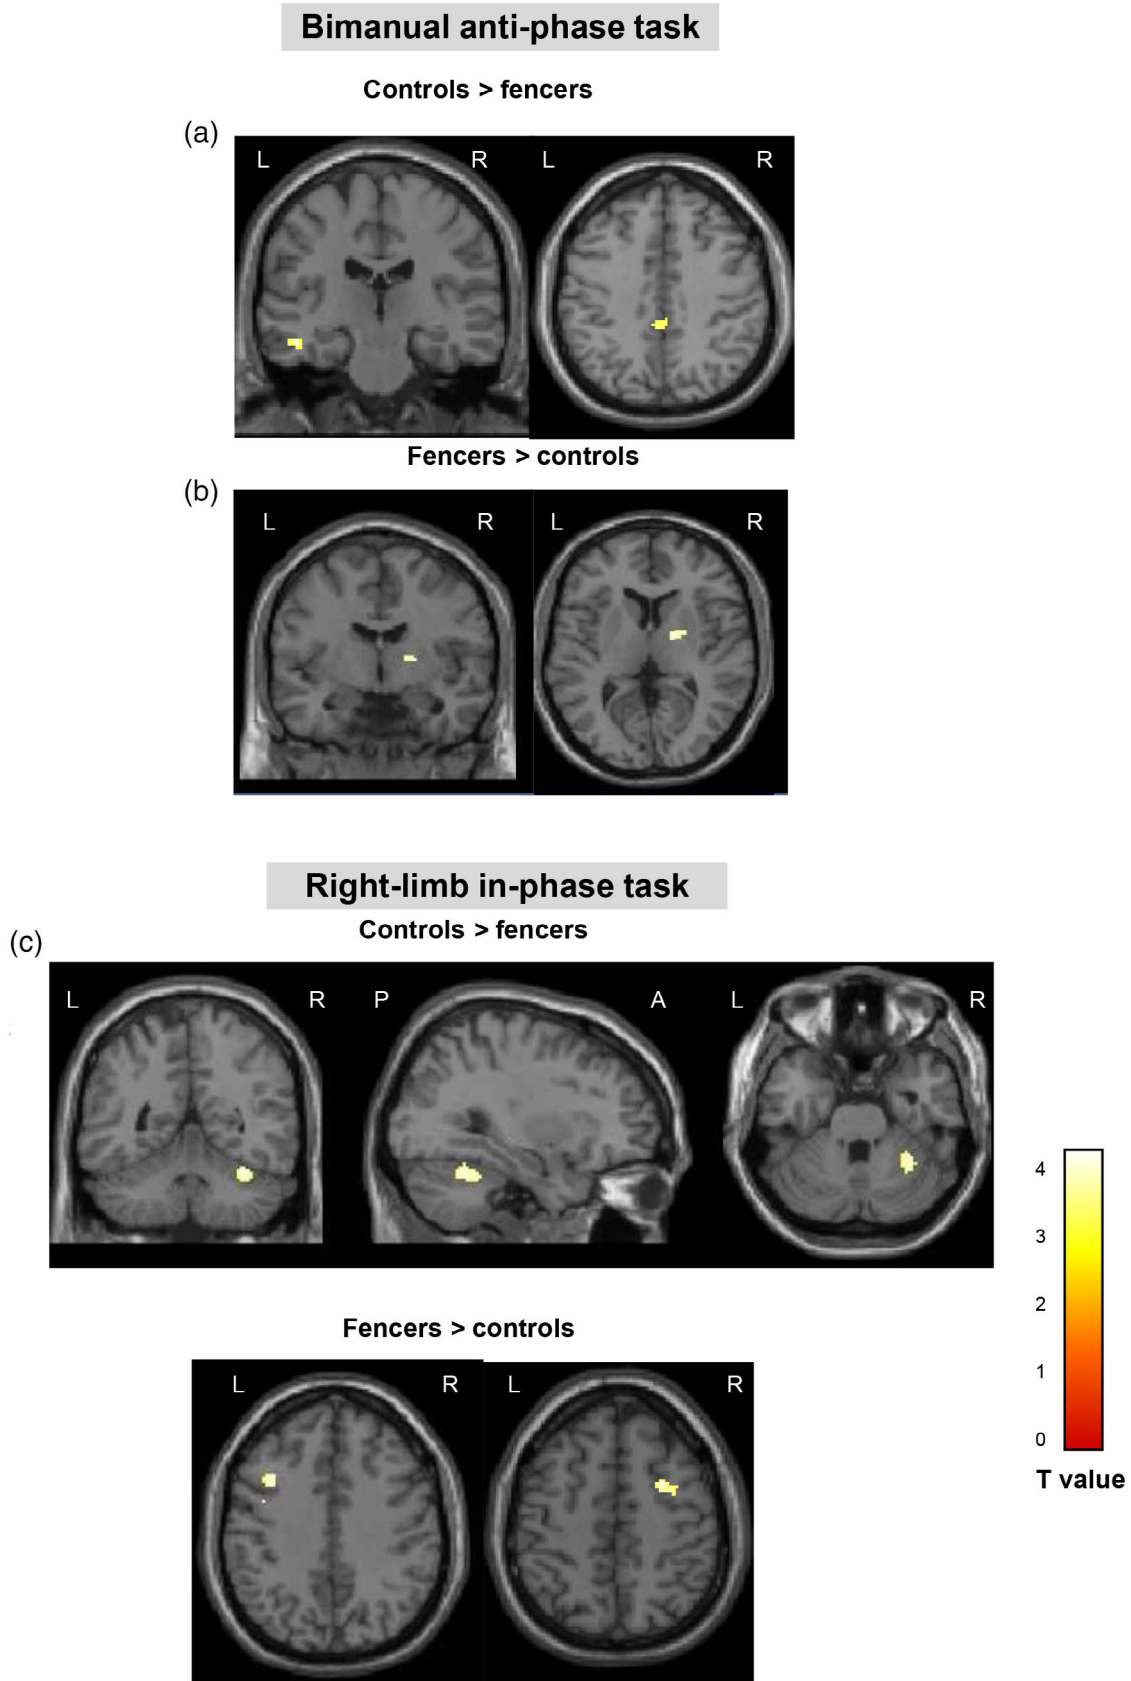 Bimanual anti-phase task
Controls > fencers
(a)
L R L R
Fencers > controls
(b)
L R L R
Right-limb in-phase task
Controls > fencers
(c)
L R P A L R
4
3
2
1
0
T value
Fencers > controls
L R L R